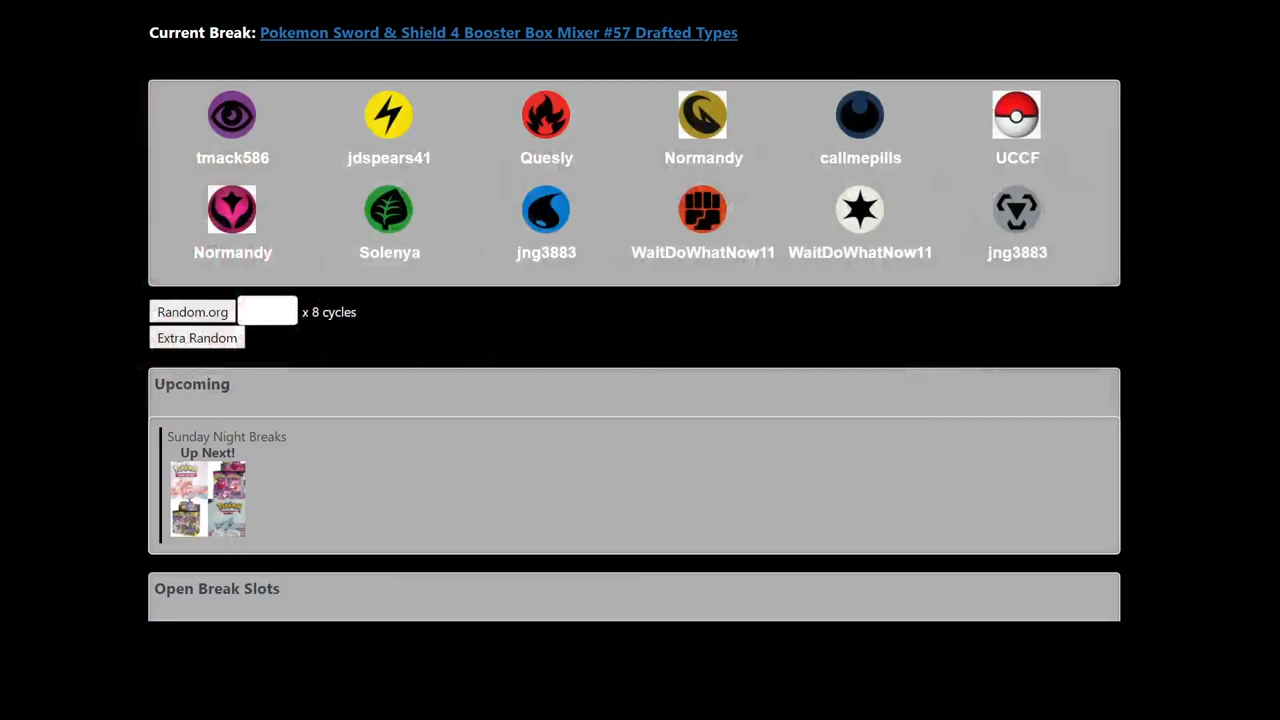 Current Break: Pokemon Sword & Shield 4 Booster Box Mixer #57 Drafted Types
tmack586 jdspears41 Quesly Normandy callmepills UCCF
Normandy Solenya jng3883 WaitDoWhatNow11 WaitDoWhatNow11 jng3883
Random.org x 8 cycles
Extra Random
Upcoming
Sunday Night Breaks
Up Next!
Open Break Slots